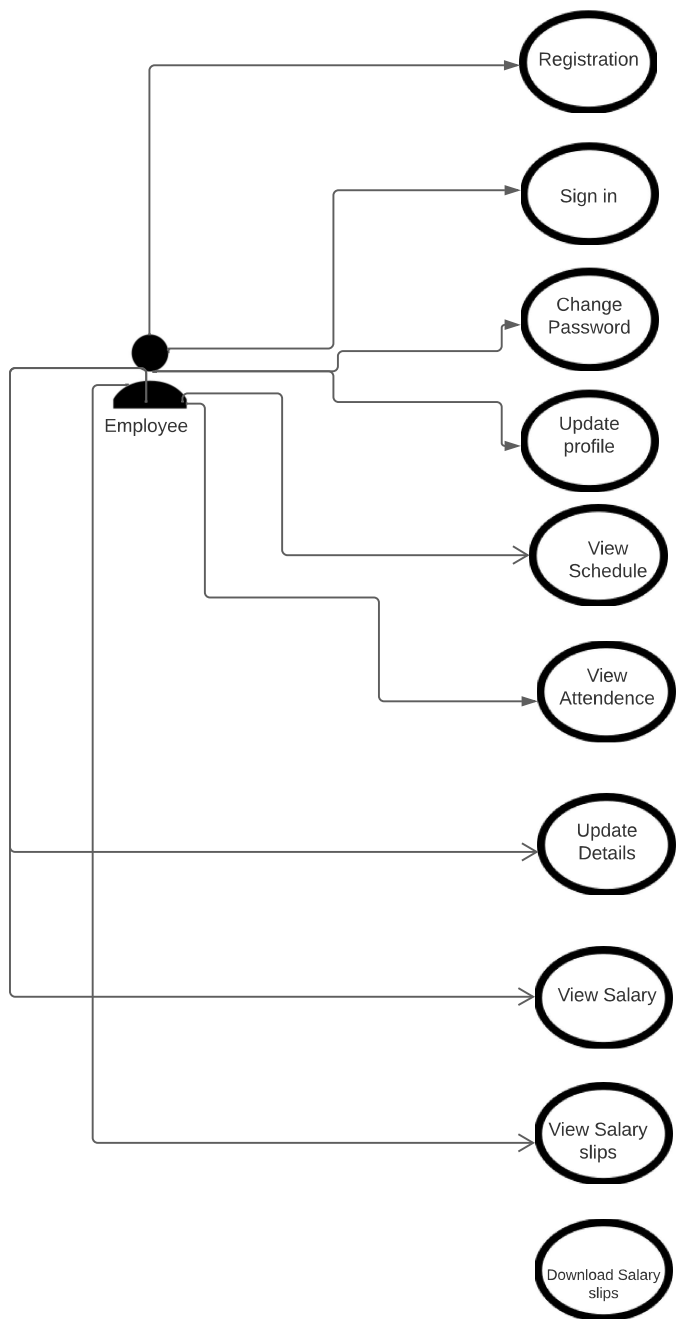 Registration
Sign in
Change
Password
Employee
Update
profile
View
Schedule
View
Attendence
Update
Details
View Salary
View Salary
slips
Download Salary
slips